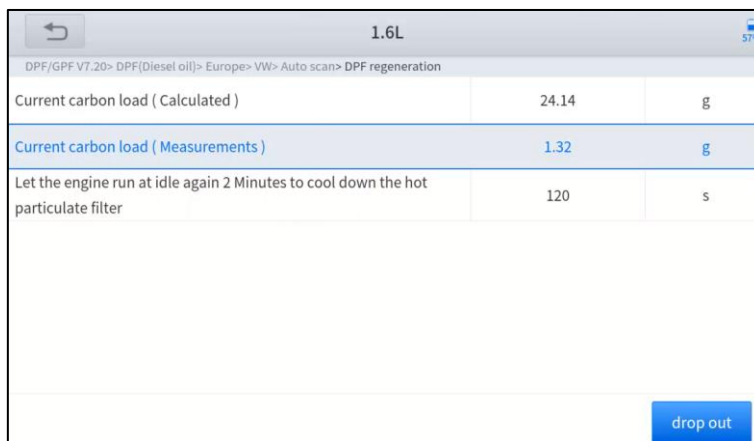 1.6L
57%
DPF/GPF V7.20> DPF(Diesel oil)> Europe> VW> Auto scan> DPF regeneration
Current carbon load ( Calculated ) 24.14 g
Current carbon load ( Measurements ) 1.32 g
Let the engine run at idle again 2 Minutes to cool down the hot
particulate filter 120 s
drop out